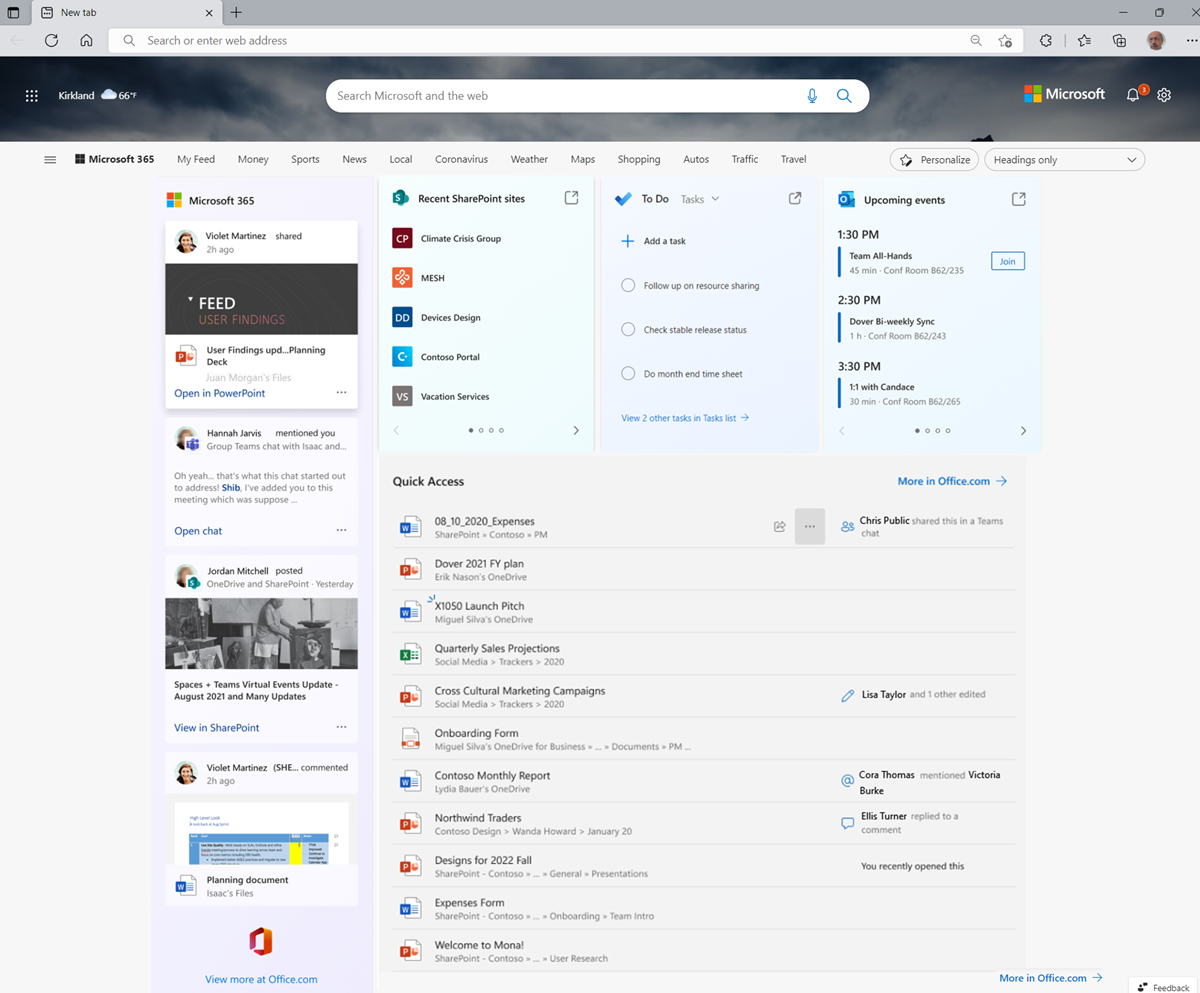 New tab
Search or enter web address
Kirkland 66°F
Search Microsoft and the web
Microsoft
3
Microsoft 365 My Feed Money Sports News Local Coronavirus Weather Maps Shopping Autos Traffic Travel
Personalize
Headings only
Microsoft 365
Violet Martinez shared
2h ago
FEED
USER FINDINGS
User Findings upd...Planning
Deck
Juan Morgan's Files
Open in PowerPoint
Hannah Jarvis mentioned you
Group Teams chat with Isaac and...
Oh yeah... that's what this chat started out
to address! Shib, I've added you to this
meeting which was suppose ...
Open chat
Jordan Mitchell posted
OneDrive and SharePoint · Yesterday
Spaces + Teams Virtual Events Update -
August 2021 and Many Updates
View in SharePoint
Violet Martinez (SHE... commented
2h ago
High Level Look
Planning document
Isaac's Files
View more at Office.com
Recent SharePoint sites
CP Climate Crisis Group
MESH
DD Devices Design
C Contoso Portal
VS Vacation Services
To Do Tasks
Add a task
Follow up on resource sharing
Check stable release status
Do month end time sheet
View 2 other tasks in Tasks list →
Upcoming events
1:30 PM
Team All-Hands
45 min · Conf Room B62/235
Join
2:30 PM
Dover Bi-weekly Sync
1 h · Conf Room B62/243
3:30 PM
1:1 with Candace
30 min · Conf Room B62/265
Quick Access
More in Office.com →
08_10_2020_Expenses
SharePoint » Contoso » PM
Chris Public shared this in a Teams
chat
Dover 2021 FY plan
Erik Nason's OneDrive
X1050 Launch Pitch
Miguel Silva's OneDrive
Quarterly Sales Projections
Social Media > Trackers > 2020
Cross Cultural Marketing Campaigns
Social Media > Trackers > 2020
Lisa Taylor and 1 other edited
Onboarding Form
Miguel Silva's OneDrive for Business » ... » Documents » PM ...
Contoso Monthly Report
Lydia Bauer's OneDrive
Cora Thomas mentioned Victoria
Burke
Northwind Traders
Contoso Design > Wanda Howard > January 20
Ellis Turner replied to a
comment
Designs for 2022 Fall
SharePoint - Contoso » ... » General » Presentations
You recently opened this
Expenses Form
SharePoint - Contoso » ... » Onboarding » Team Intro
Welcome to Mona!
SharePoint - Contoso » ... » User Research
More in Office.com →
Feedback